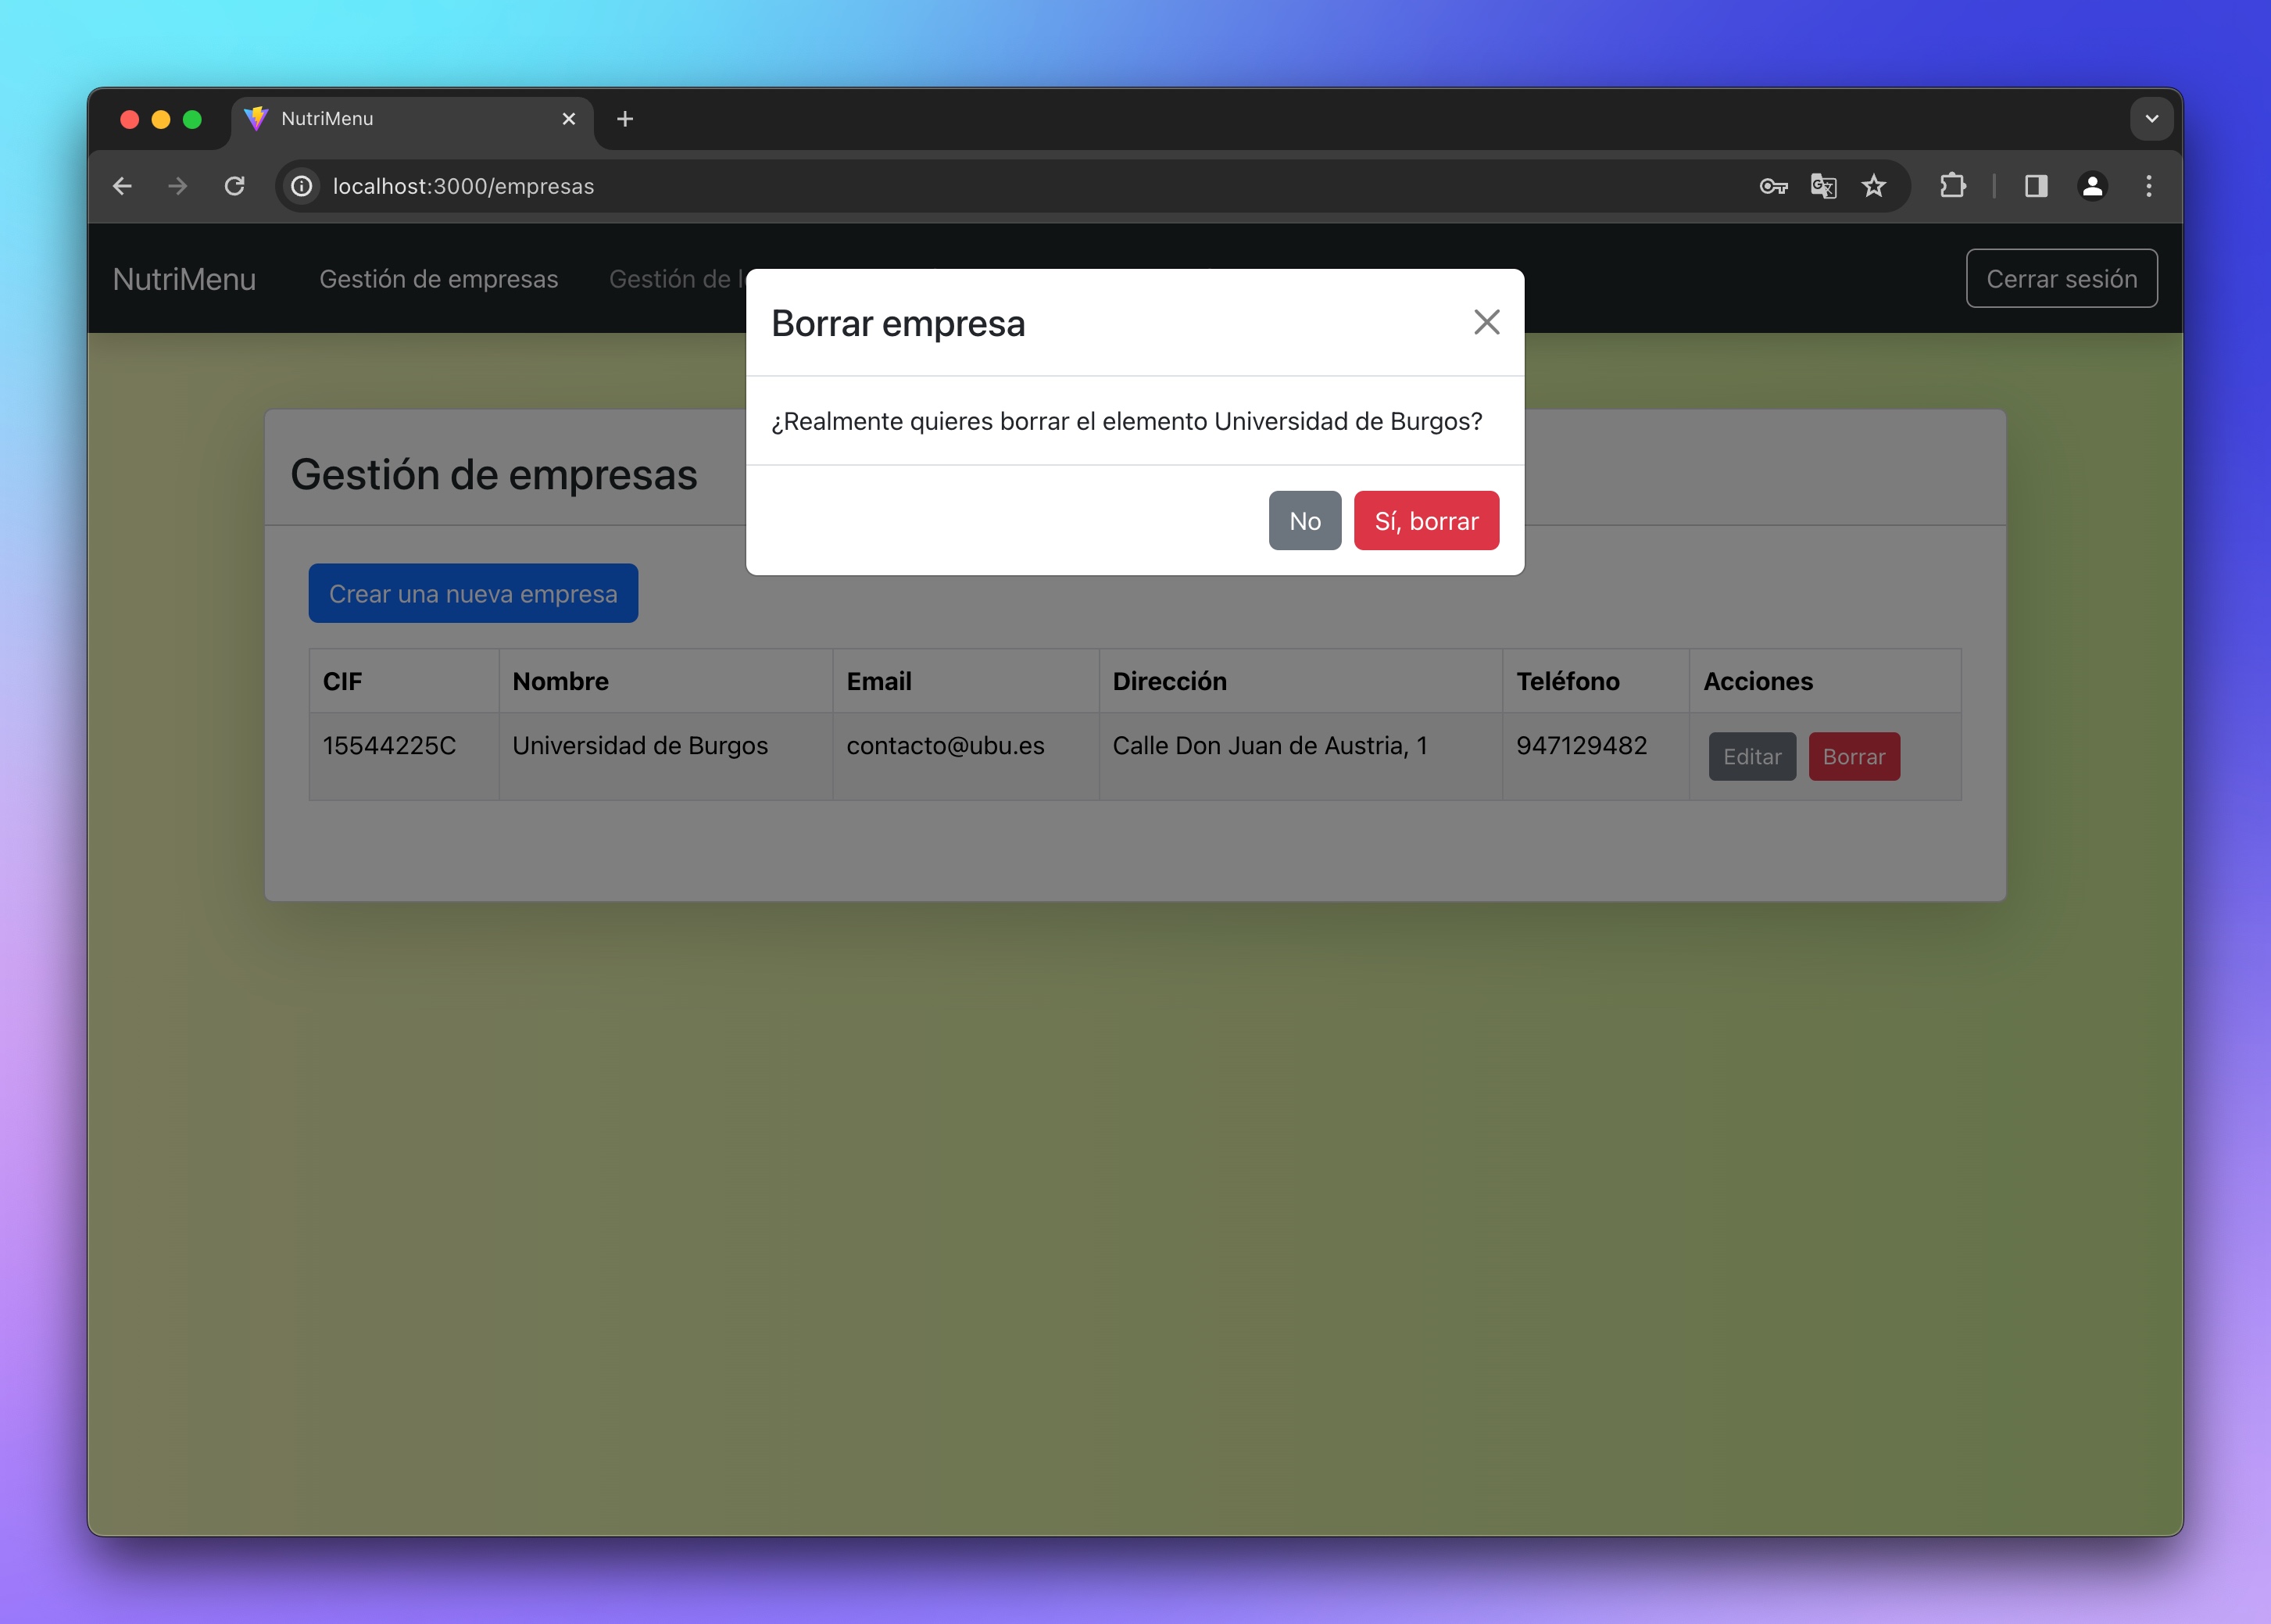 NutriMenu
localhost:3000/empresas
NutriMenu Gestión de empresas Gestión de Cerrar sesión
Borrar empresa
¿Realmente quieres borrar el elemento Universidad de Burgos?
No Sí, borrar
Gestión de empresas
Crear una nueva empresa
CIF Nombre Email Dirección Teléfono Acciones
15544225C Universidad de Burgos contacto@ubu.es Calle Don Juan de Austria, 1 947129482 Editar Borrar